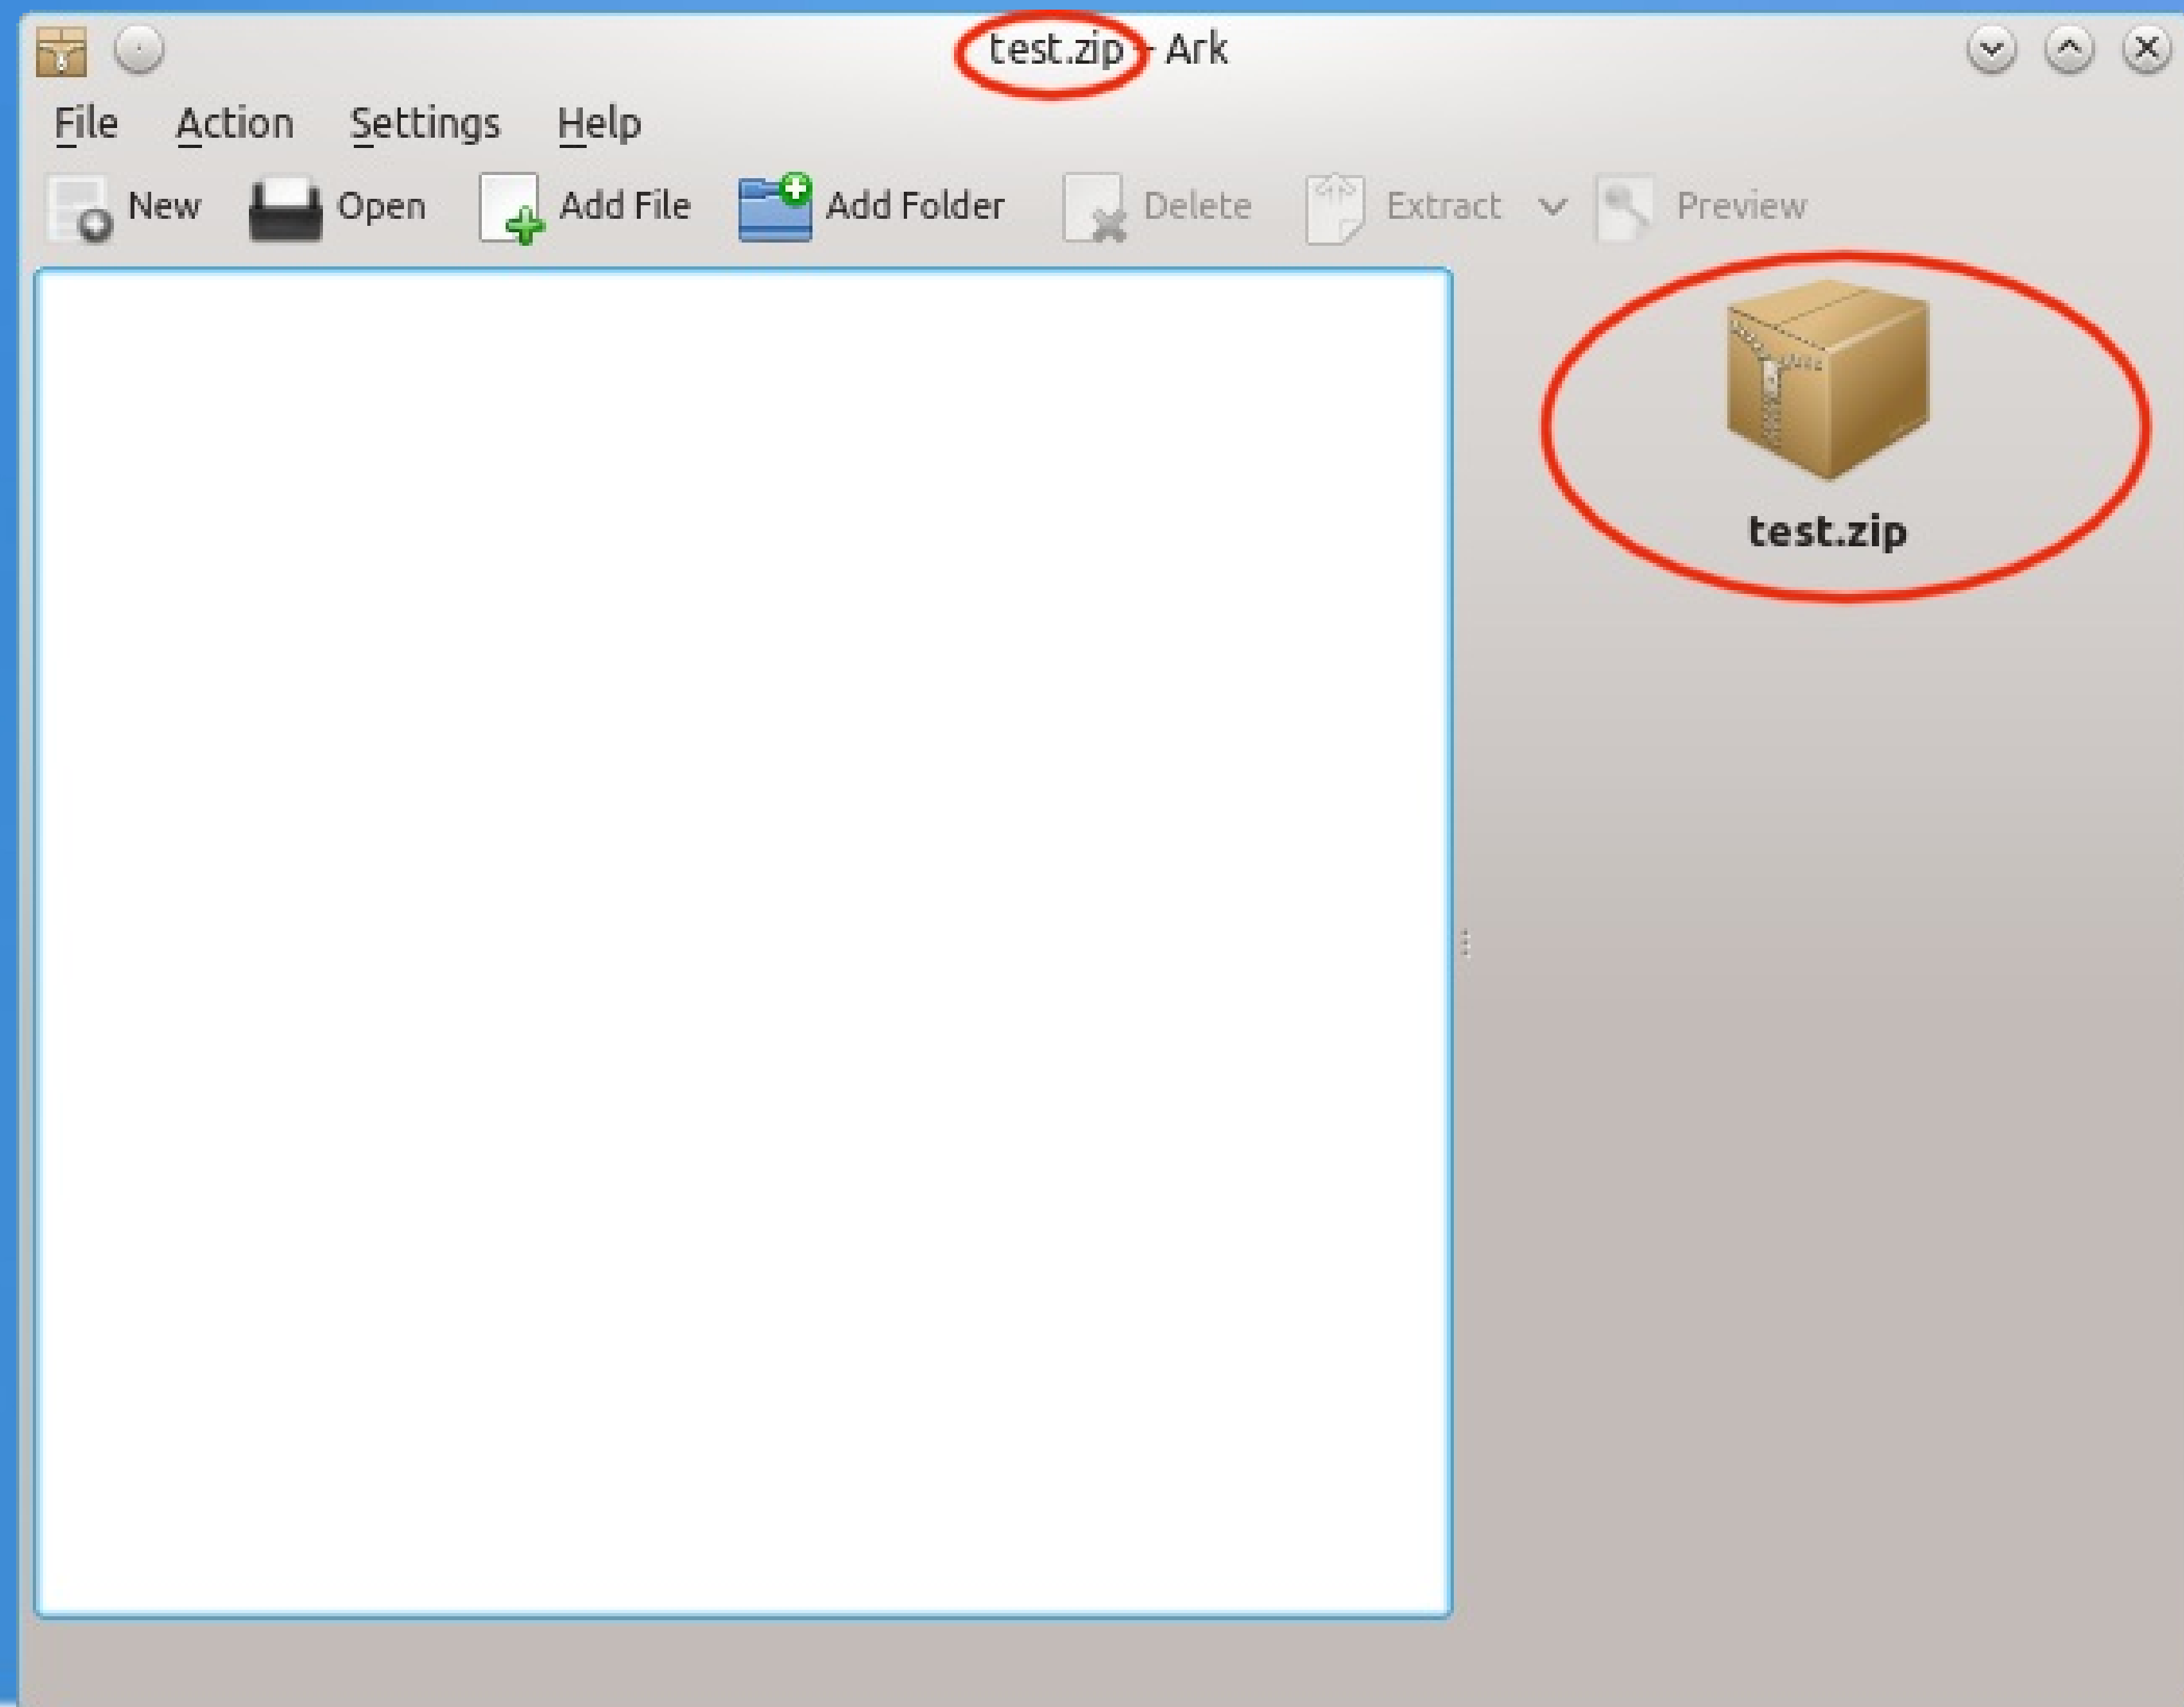 test.zip - Ark
File Action Settings Help
New Open Add File Add Folder Delete Extract Preview
test.zip